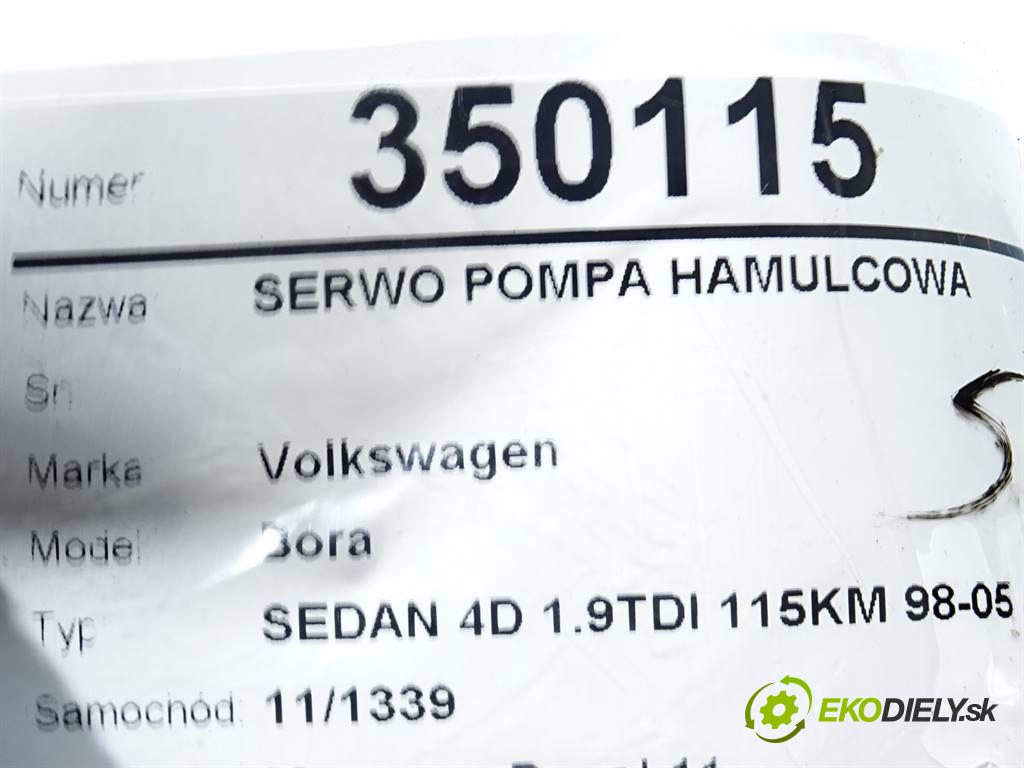 Numer 350115
Nazwa SERWO POMPA HAMULCOWA
Sn
Marka Volkswagen
Model Bora
Typ SEDAN 4D 1.9TDI 115KM 98-05
Samochód 11/1339
S
EKODIELY.sk